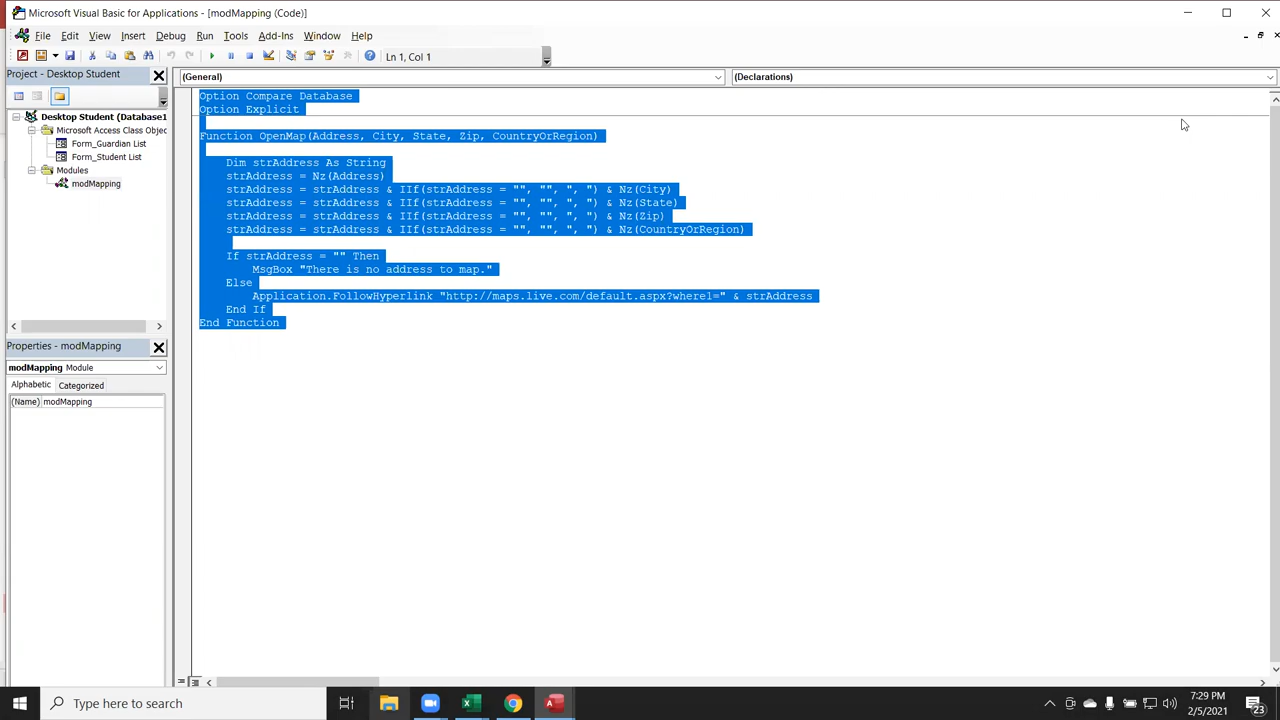 Microsoft Visual Basic for Applications - [modMapping (Code)]
File Edit View Insert Debug Run Tools Add-Ins Window Help
Ln 1, Col 1
Project - Desktop Student
(General)
(Declarations)
Desktop Student (Database1
Microsoft Access Class Objec
Form_Guardian List
Form_Student List
Modules
modMapping
Option Compare Database
Option Explicit
Function OpenMap(Address, City, State, Zip, CountryOrRegion)
Dim strAddress As String
strAddress = Nz(Address)
strAddress = strAddress & IIf(strAddress = "", "", ", ") & Nz(City)
strAddress = strAddress & IIf(strAddress = "", "", ", ") & Nz(State)
strAddress = strAddress & IIf(strAddress = "", "", ", ") & Nz(Zip)
strAddress = strAddress & IIf(strAddress = "", "", ", ") & Nz(CountryOrRegion)
If strAddress = "" Then
MsgBox "There is no address to map."
Else
Application.FollowHyperlink "http://maps.live.com/default.aspx?where1=" & strAddress
End If
End Function
Properties - modMapping
modMapping Module
Alphabetic Categorized
(Name) modMapping
Type here to search
7:29 PM
2/5/2021
23